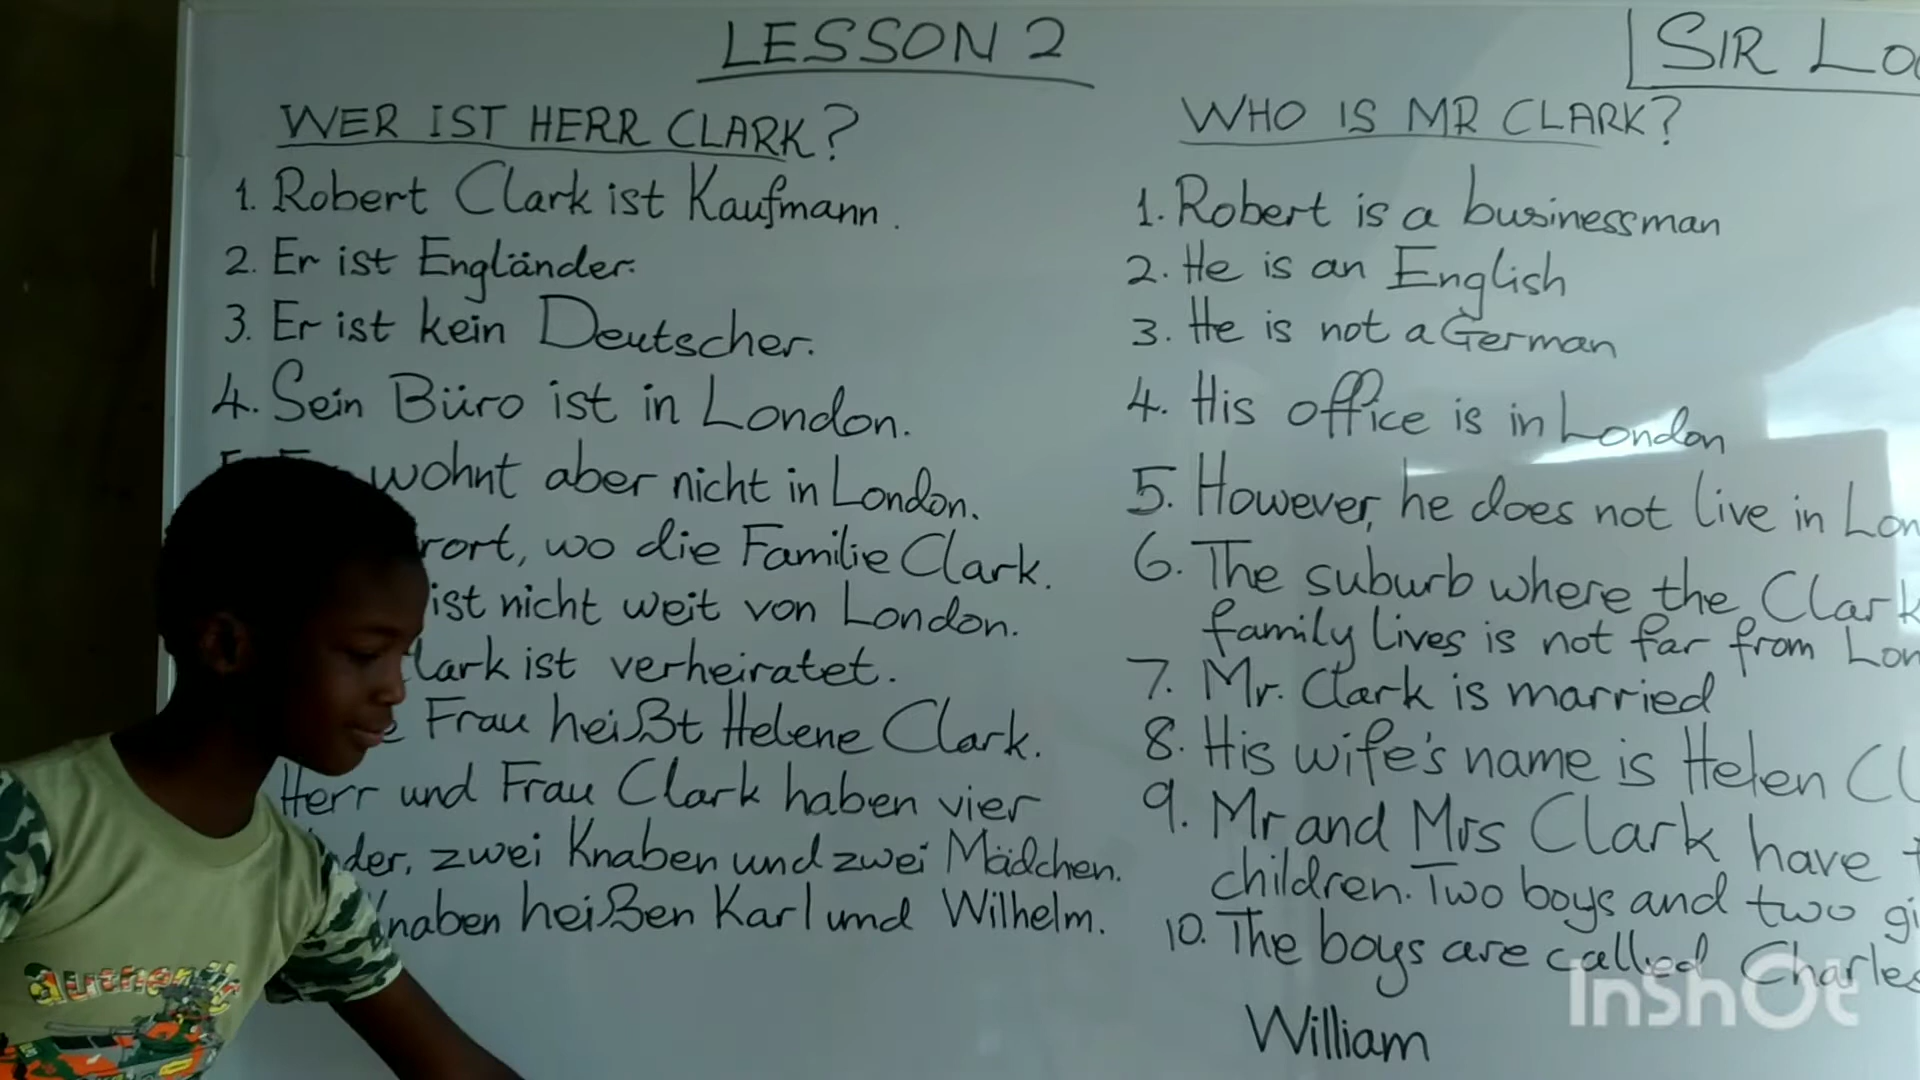 LESSON 2
SIR
WER IST HERR CLARK?
1. Robert Clark ist Kaufmann.
2. Er ist Engländer.
3. Er ist kein Deutscher.
4. Sein Büro ist in London.
wohnt aber nicht in London.
wo die Familie Clark.
ist nicht weit von London.
ist verheiratet.
Frau heißt Helene Clark.
Herr und Frau Clark haben vier
zwei Knaben und zwei Mädchen.
heißen Karl und Wilhelm.
WHO IS MR CLARK?
1. Robert is a businessman
2. He is an English
3. He is not a German
4. His office is in London
5. However, he does not live in
6. The suburb where the Clark
family lives is not far from
7. Mr. Clark is married
8. His wife's name is Helen
9. Mr and Mrs Clark have
children. Two boys and two
10. The boys are called Charles
William
InShOt
authentic